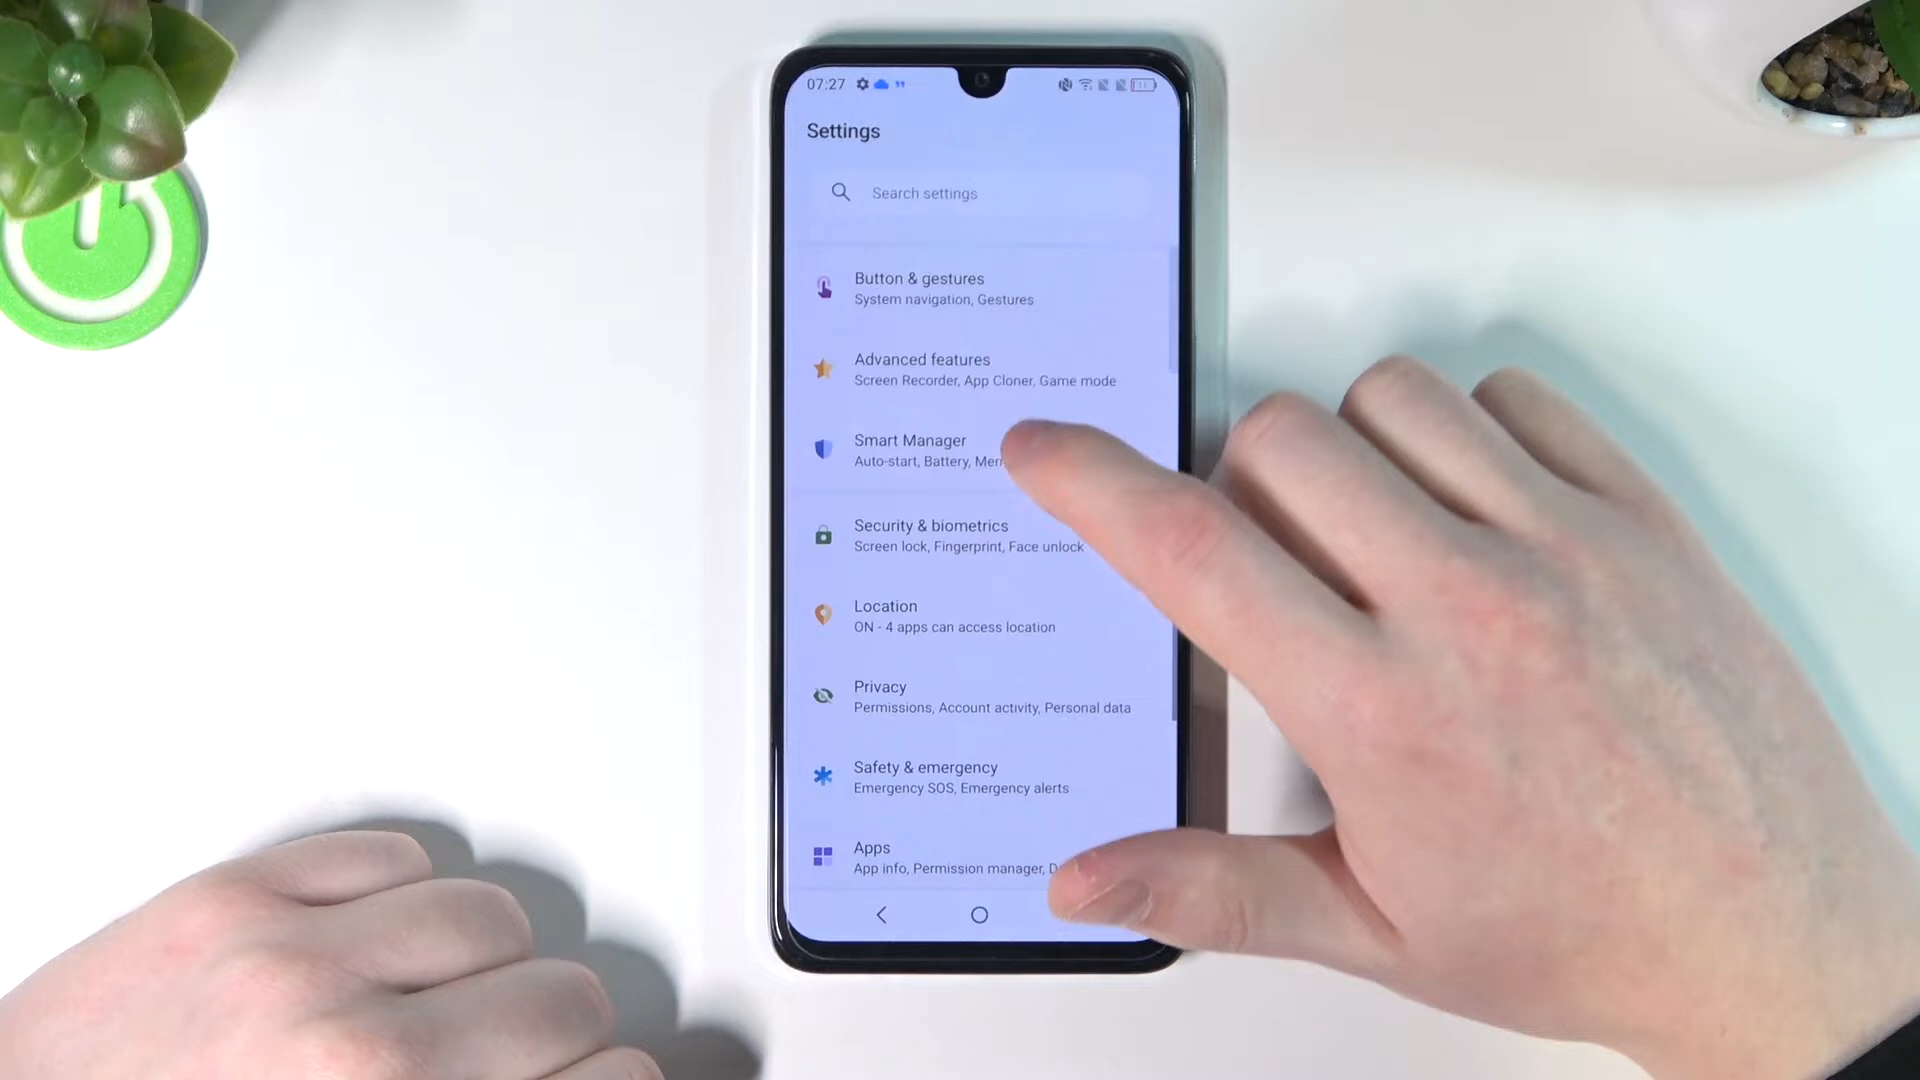 07:27
Settings
Search settings
Button & gestures
System navigation, Gestures
Advanced features
Screen Recorder, App Cloner, Game mode
Smart Manager
Auto-start, Battery,
Security & biometrics
Screen lock, Fingerprint, Face unlock
Location
ON - 4 apps can access location
Privacy
Permissions, Account activity, Personal data
Safety & emergency
Emergency SOS, Emergency alerts
Apps
App info, Permission manager,